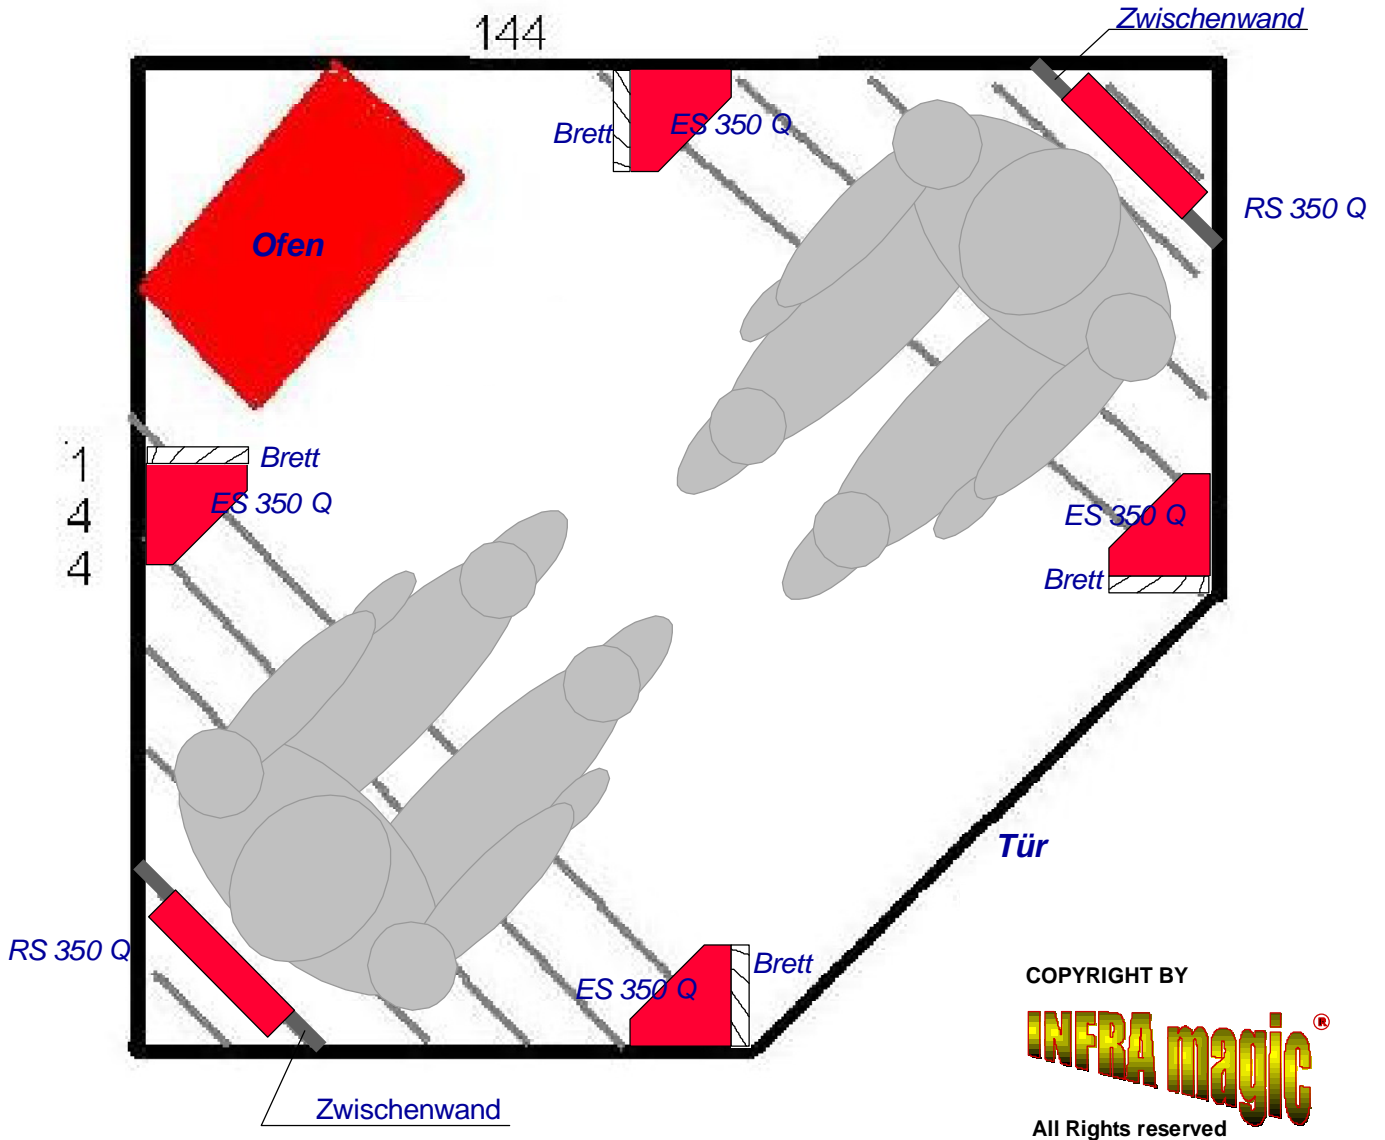 Zwischenwand
144
Brett
ES 350 Q
RS 350 Q
Ofen
1
4
4
Brett
ES 350 Q
ES 350 Q
Brett
Tür
RS 350 Q
Brett
ES 350 Q
Zwischenwand
COPYRIGHT BY
INFRA magic®
All Rights reserved